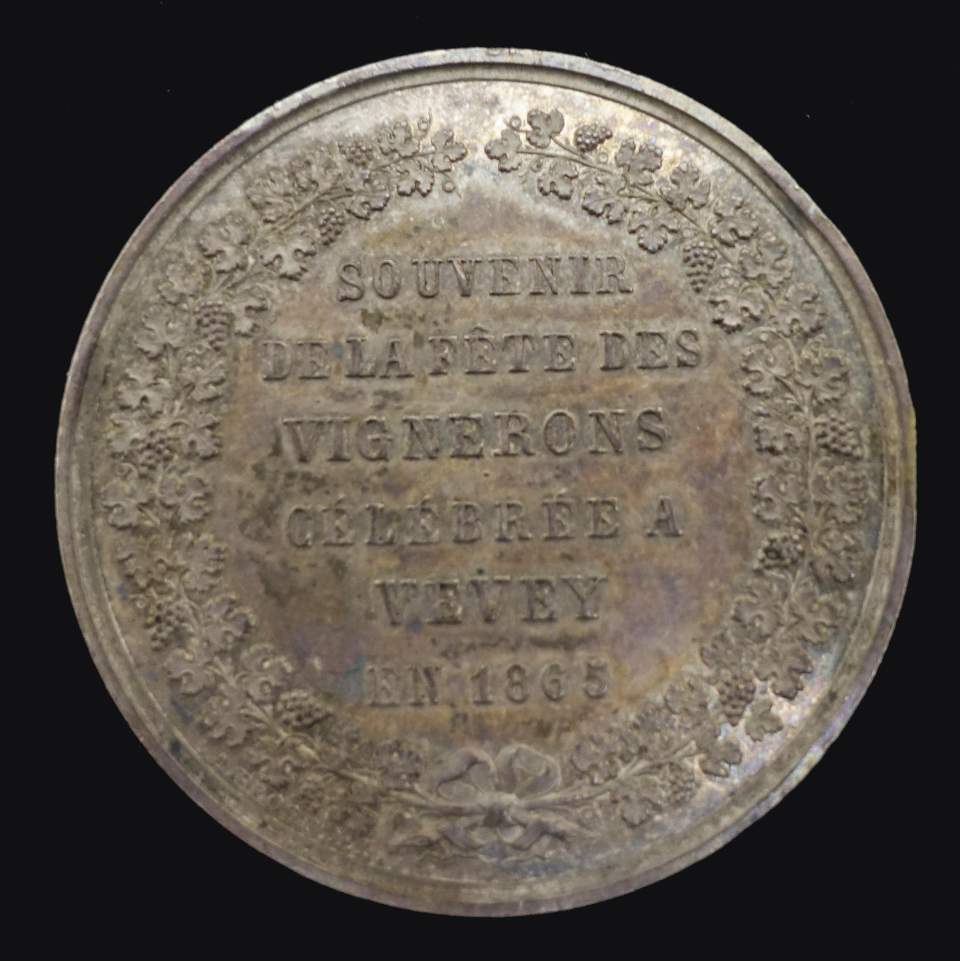 SOUVENIR
DE LA FÊTE DES
VIGNERONS
CÉLÉBRÉE A
VEVEY
EN 1865